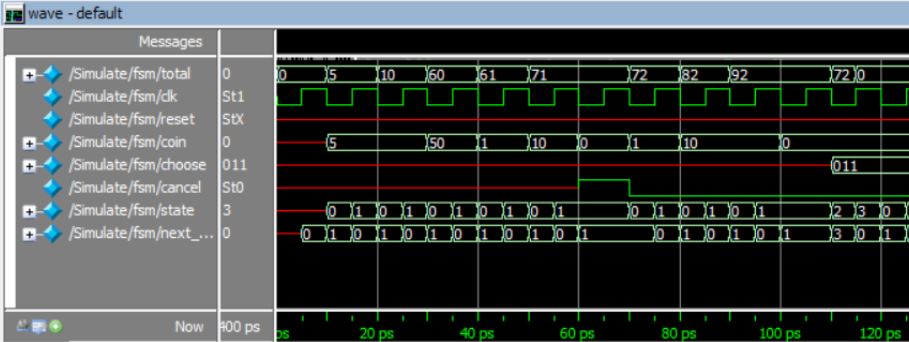 wave - default
Messages
/Simulate/fsm/total 0 0 5 10 60 61 71 72 82 92 72 0
/Simulate/fsm/clk St1
/Simulate/fsm/reset StX
/Simulate/fsm/coin 0 5 50 1 10 0 1 10 0
/Simulate/fsm/choose 011 011
/Simulate/fsm/cancel St0
/Simulate/fsm/state 3 0 1 0 1 0 1 0 1 0 1 0 1 0 1 0 1 2 3 0
/Simulate/fsm/next_... 0 0 1 0 1 0 1 0 1 0 1 0 1 0 1 0 1 0 1 3 0 1
Now 400 ps ps 20 ps 40 ps 60 ps 80 ps 100 ps 120 ps